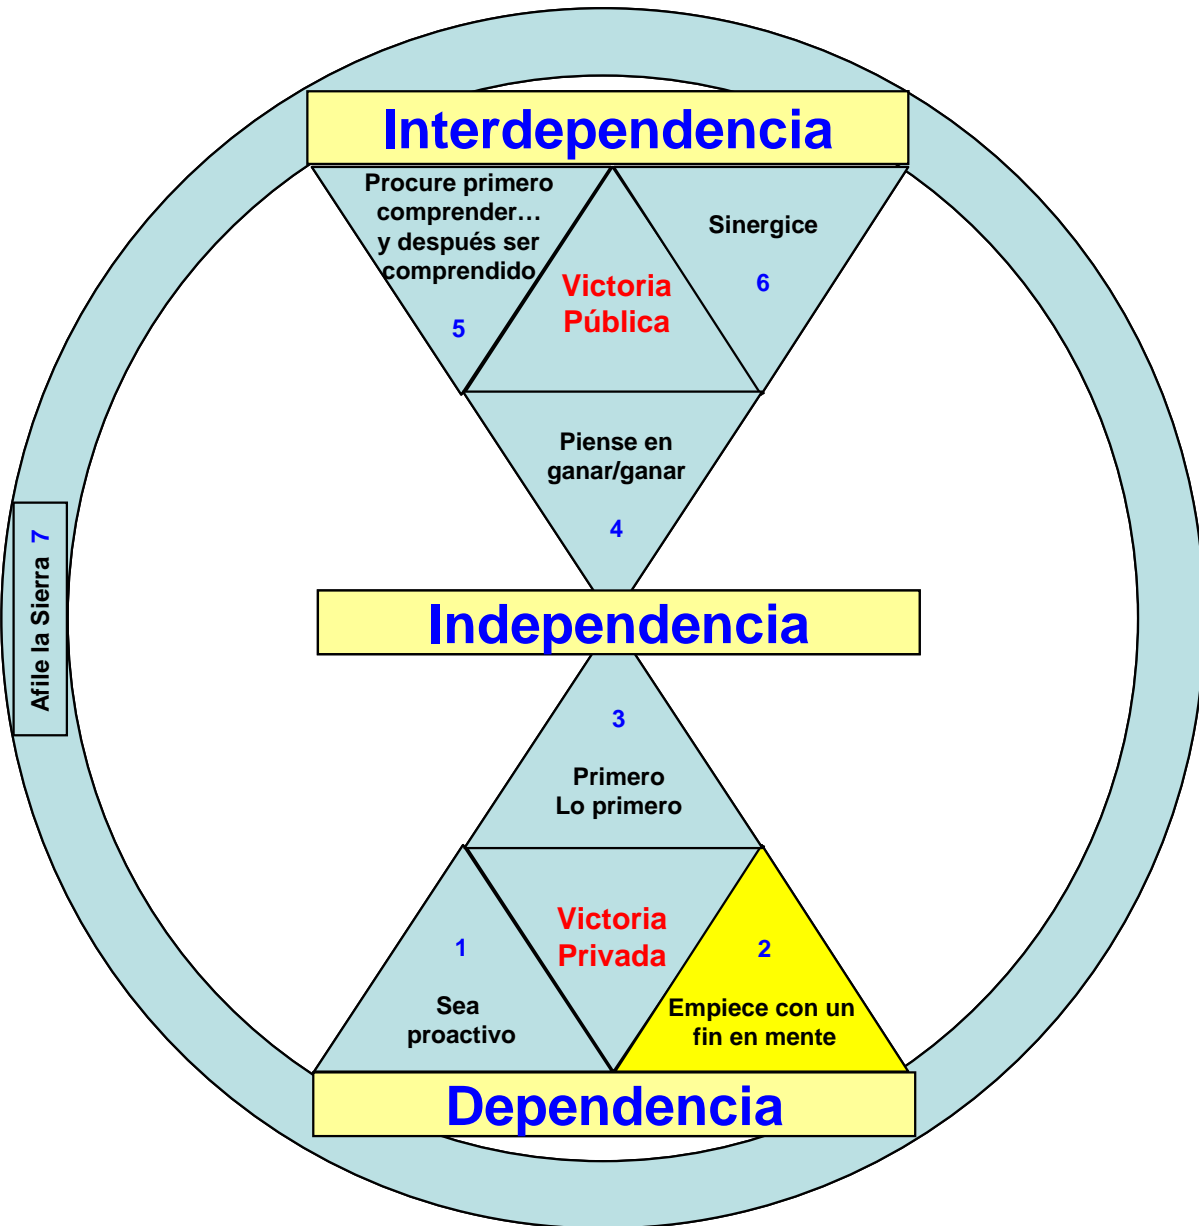 Interdependencia
Procure primero
comprender…
y después ser
comprendido
5
Victoria
Pública
Sinergice
6
Piense en
ganar/ganar
4
Afile la Sierra 7
Independencia
3
Primero
Lo primero
1
Sea
proactivo
Victoria
Privada
2
Empiece con un
fin en mente
Dependencia